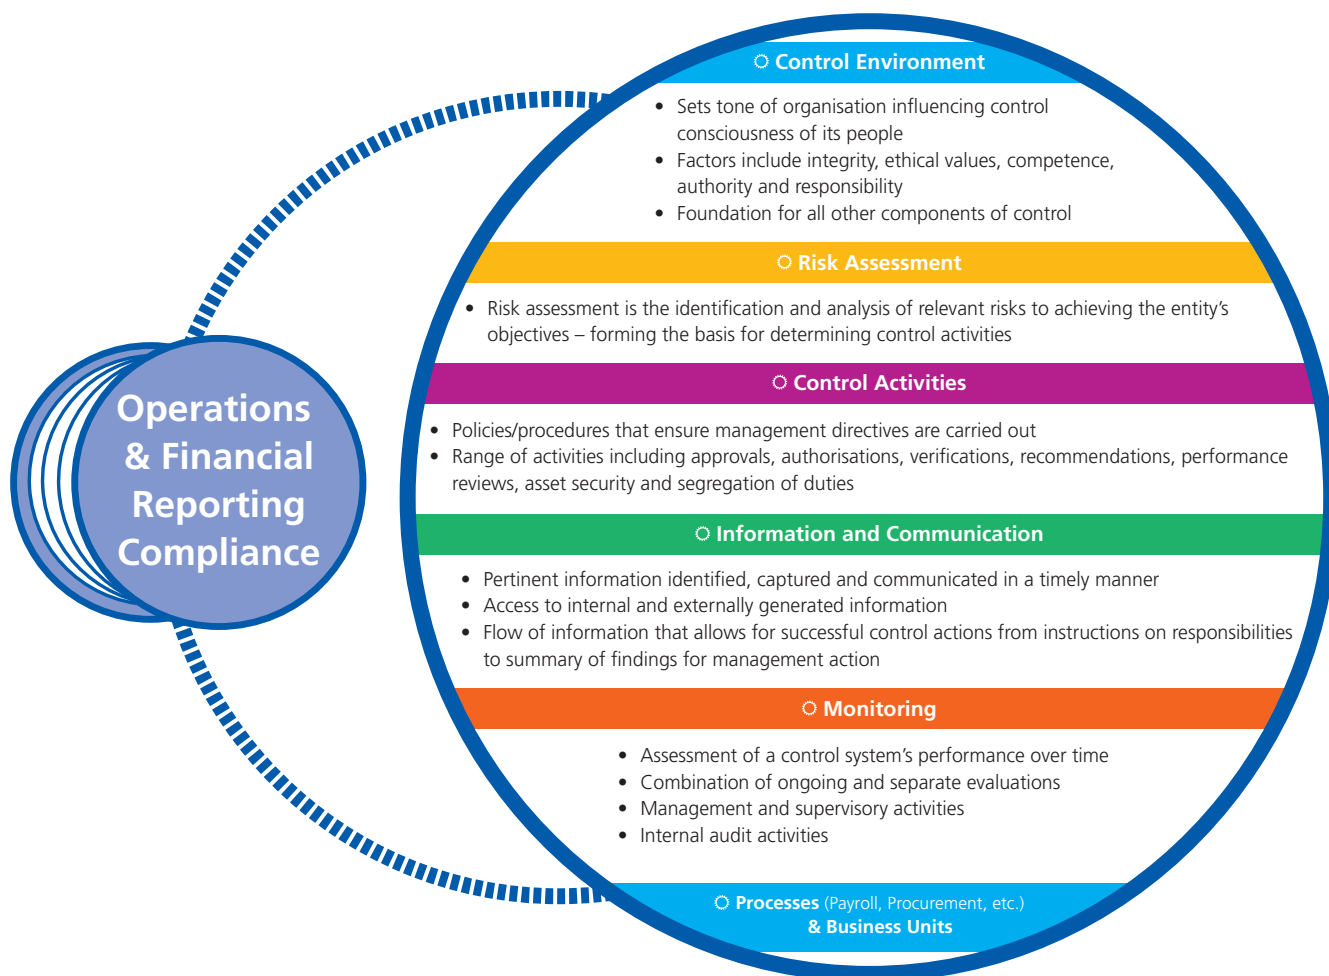 Operations
& Financial
Reporting
Compliance
Control Environment
• Sets tone of organisation influencing control
consciousness of its people
• Factors include integrity, ethical values, competence,
authority and responsibility
• Foundation for all other components of control
Risk Assessment
• Risk assessment is the identification and analysis of relevant risks to achieving the entity’s
objectives – forming the basis for determining control activities
Control Activities
• Policies/procedures that ensure management directives are carried out
• Range of activities including approvals, authorisations, verifications, recommendations, performance
reviews, asset security and segregation of duties
Information and Communication
• Pertinent information identified, captured and communicated in a timely manner
• Access to internal and externally generated information
• Flow of information that allows for successful control actions from instructions on responsibilities
to summary of findings for management action
Monitoring
• Assessment of a control system’s performance over time
• Combination of ongoing and separate evaluations
• Management and supervisory activities
• Internal audit activities
Processes (Payroll, Procurement, etc.)
& Business Units